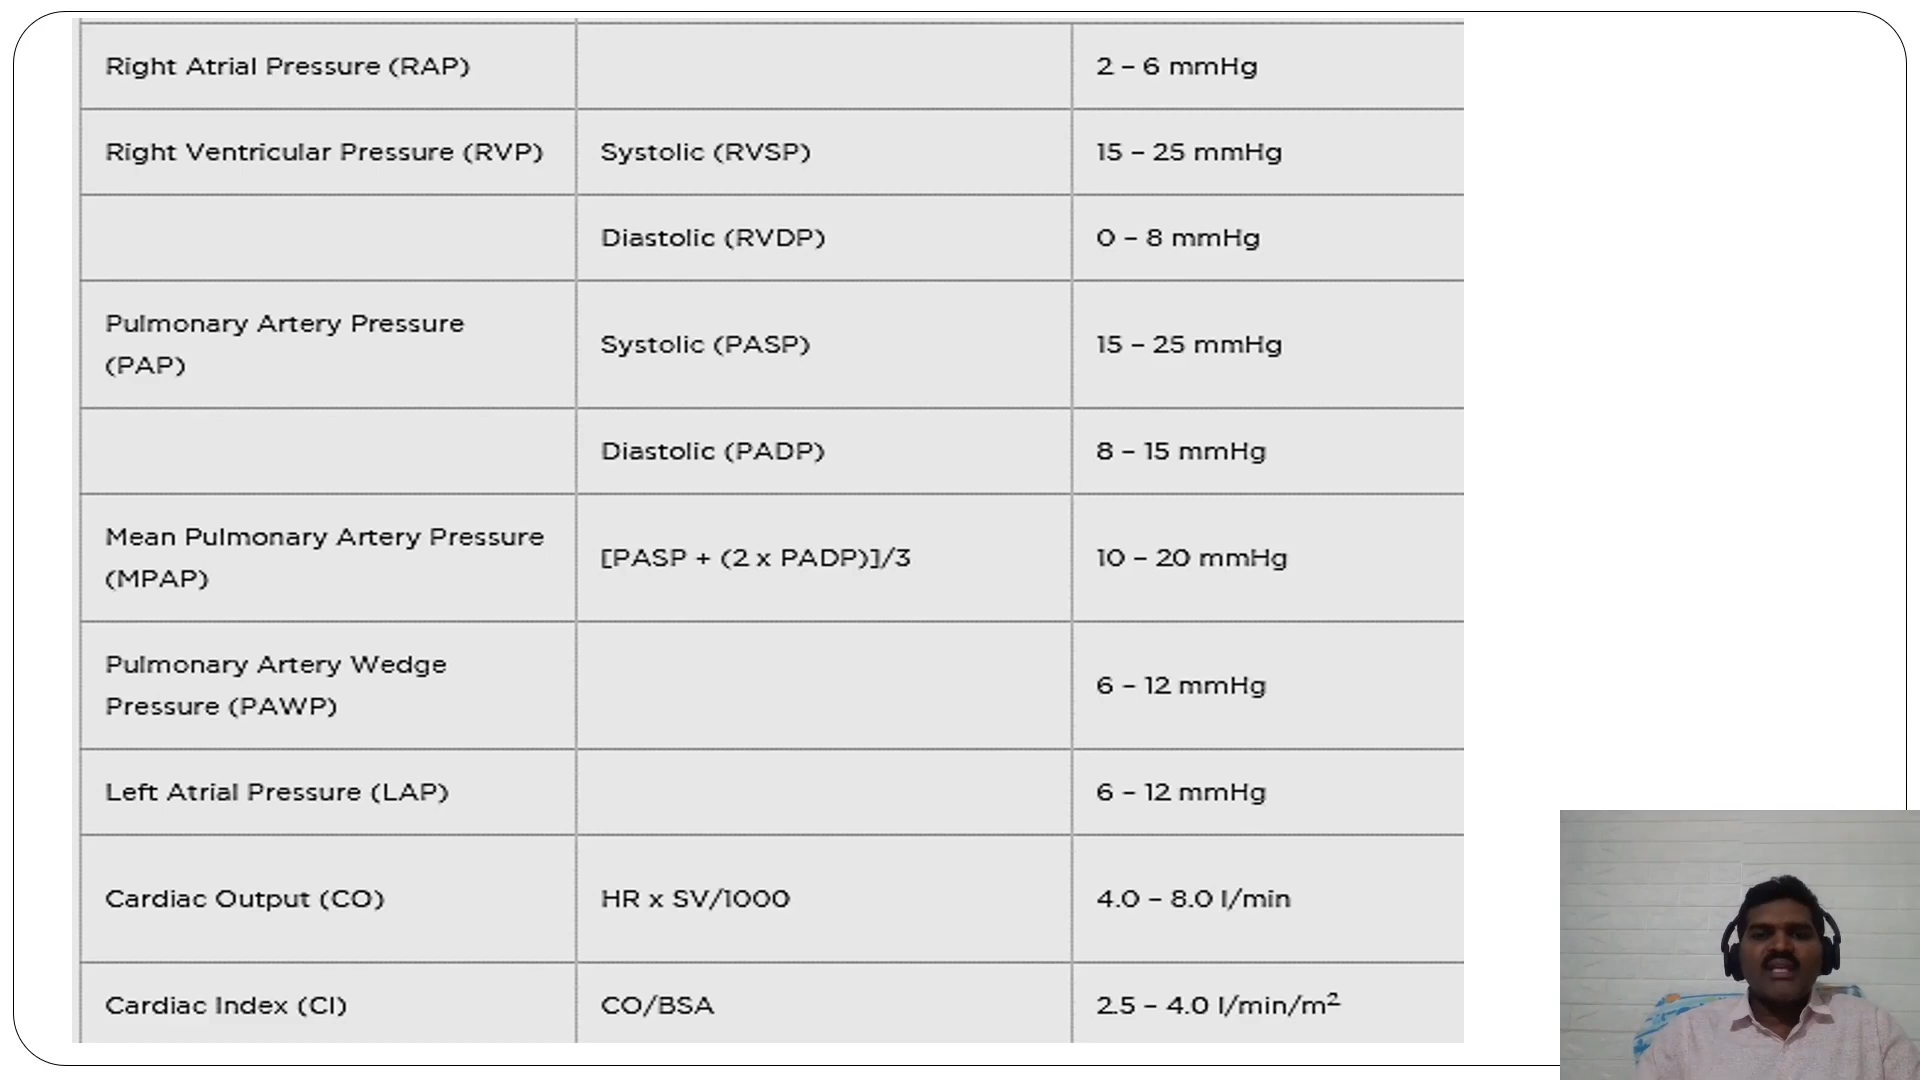 Right Atrial Pressure (RAP) 2 – 6 mmHg
Right Ventricular Pressure (RVP) Systolic (RVSP) 15 – 25 mmHg
Diastolic (RVDP) 0 – 8 mmHg
Pulmonary Artery Pressure
(PAP) Systolic (PASP) 15 – 25 mmHg
Diastolic (PADP) 8 – 15 mmHg
Mean Pulmonary Artery Pressure
(MPAP) [PASP + (2 x PADP)]/3 10 – 20 mmHg
Pulmonary Artery Wedge
Pressure (PAWP) 6 – 12 mmHg
Left Atrial Pressure (LAP) 6 – 12 mmHg
Cardiac Output (CO) HR x SV/1000 4.0 – 8.0 l/min
Cardiac Index (CI) CO/BSA 2.5 – 4.0 l/min/m²